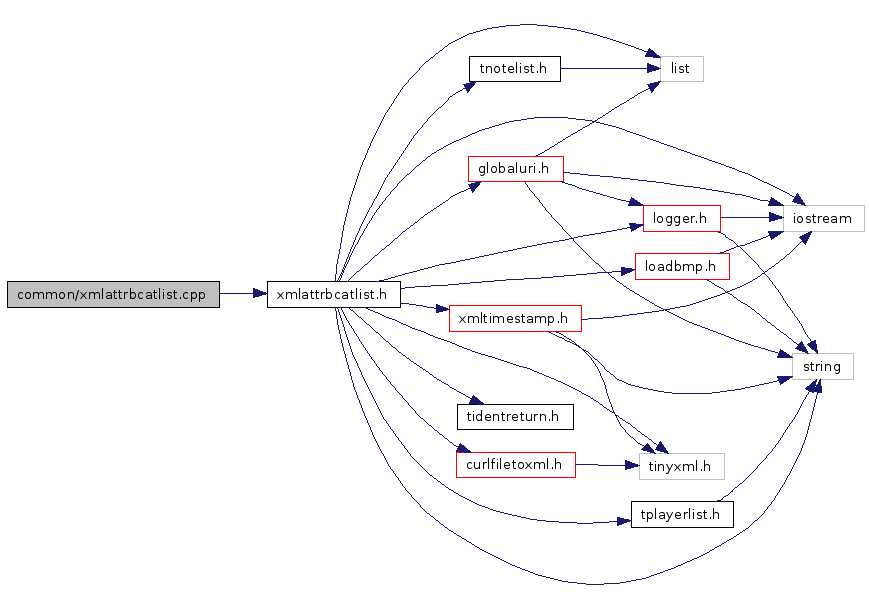 tnotelist.h
list
globaluri.h
logger.h
iostream
loadbmp.h
common/xmlattrbcatlist.cpp
xmlattrbcatlist.h
xmltimestamp.h
string
tidentreturn.h
curlfiletoxml.h
tinyxml.h
tplayerlist.h